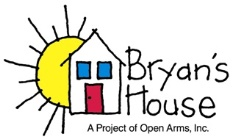 Bryan's
House
A Project of Open Arms, Inc.